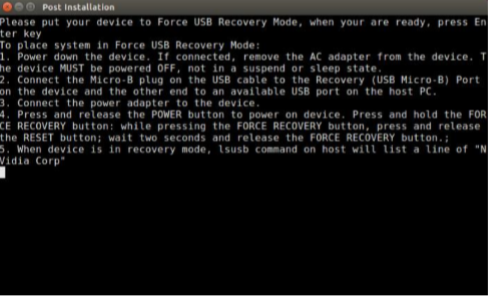 Post Installation
Please put your device to Force USB Recovery Mode, when your are ready, press En
ter key
To place system in Force USB Recovery Mode:
1. Power down the device. If connected, remove the AC adapter from the device. T
he device MUST be powered OFF, not in a suspend or sleep state.
2. Connect the Micro-B plug on the USB cable to the Recovery (USB Micro-B) Port
on the device and the other end to an available USB port on the host PC.
3. Connect the power adapter to the device.
4. Press and release the POWER button to power on device. Press and hold the FOR
CE RECOVERY button: while pressing the FORCE RECOVERY button, press and release
the RESET button; wait two seconds and release the FORCE RECOVERY button.;
5. When device is in recovery mode, lsusb command on host will list a line of "N
Vidia Corp"